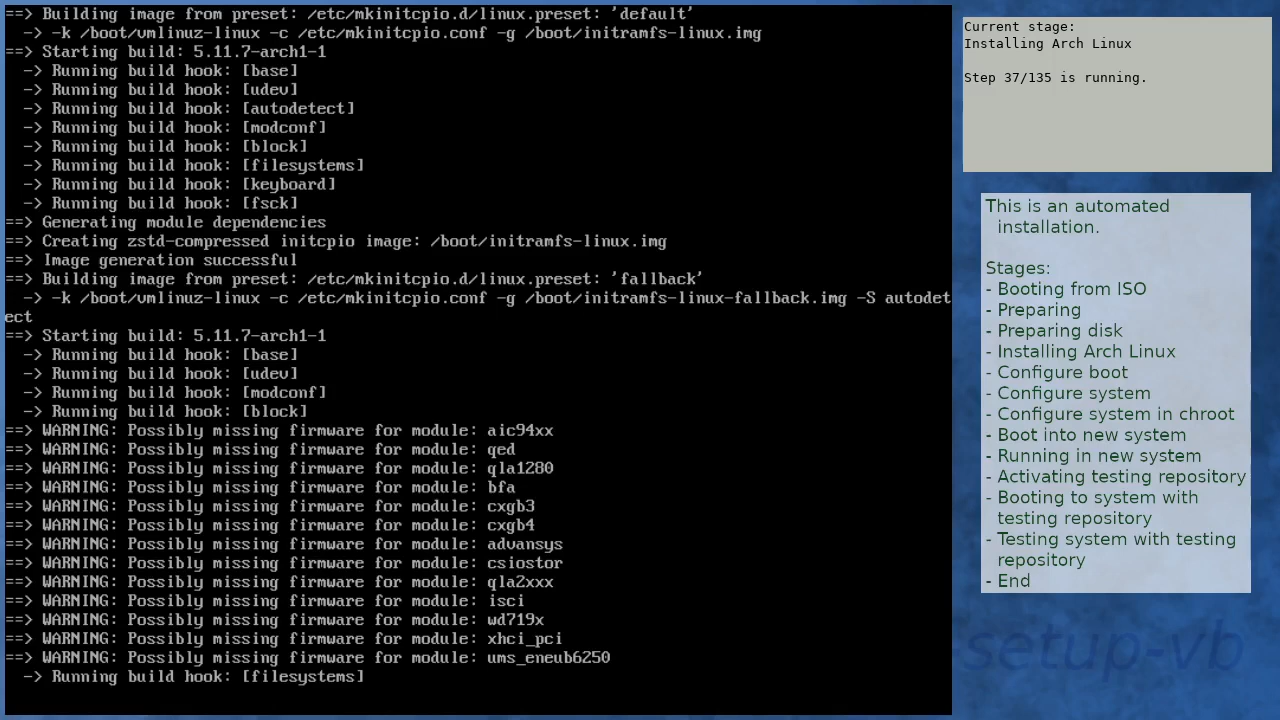 ==> Building image from preset: /etc/mkinitcpio.d/linux.preset: 'default'
  -> -k /boot/vmlinuz-linux -c /etc/mkinitcpio.conf -g /boot/initramfs-linux.img
==> Starting build: 5.11.7-arch1-1
  -> Running build hook: [base]
  -> Running build hook: [udev]
  -> Running build hook: [autodetect]
  -> Running build hook: [modconf]
  -> Running build hook: [block]
  -> Running build hook: [filesystems]
  -> Running build hook: [keyboard]
  -> Running build hook: [fsck]
==> Generating module dependencies
==> Creating zstd-compressed initcpio image: /boot/initramfs-linux.img
==> Image generation successful
==> Building image from preset: /etc/mkinitcpio.d/linux.preset: 'fallback'
  -> -k /boot/vmlinuz-linux -c /etc/mkinitcpio.conf -g /boot/initramfs-linux-fallback.img -S autodet
ect
==> Starting build: 5.11.7-arch1-1
  -> Running build hook: [base]
  -> Running build hook: [udev]
  -> Running build hook: [modconf]
  -> Running build hook: [block]
==> WARNING: Possibly missing firmware for module: aic94xx
==> WARNING: Possibly missing firmware for module: qed
==> WARNING: Possibly missing firmware for module: qla1280
==> WARNING: Possibly missing firmware for module: bfa
==> WARNING: Possibly missing firmware for module: cxgb3
==> WARNING: Possibly missing firmware for module: cxgb4
==> WARNING: Possibly missing firmware for module: advansys
==> WARNING: Possibly missing firmware for module: csiostor
==> WARNING: Possibly missing firmware for module: qla2xxx
==> WARNING: Possibly missing firmware for module: isci
==> WARNING: Possibly missing firmware for module: wd719x
==> WARNING: Possibly missing firmware for module: xhci_pci
==> WARNING: Possibly missing firmware for module: ums_eneub6250
  -> Running build hook: [filesystems]
Current stage:
Installing Arch Linux
Step 37/135 is running.
This is an automated
installation.
Stages:
- Booting from ISO
- Preparing
- Preparing disk
- Installing Arch Linux
- Configure boot
- Configure system
- Configure system in chroot
- Boot into new system
- Running in new system
- Activating testing repository
- Booting to system with
testing repository
- Testing system with testing
repository
- End
-setup-vb